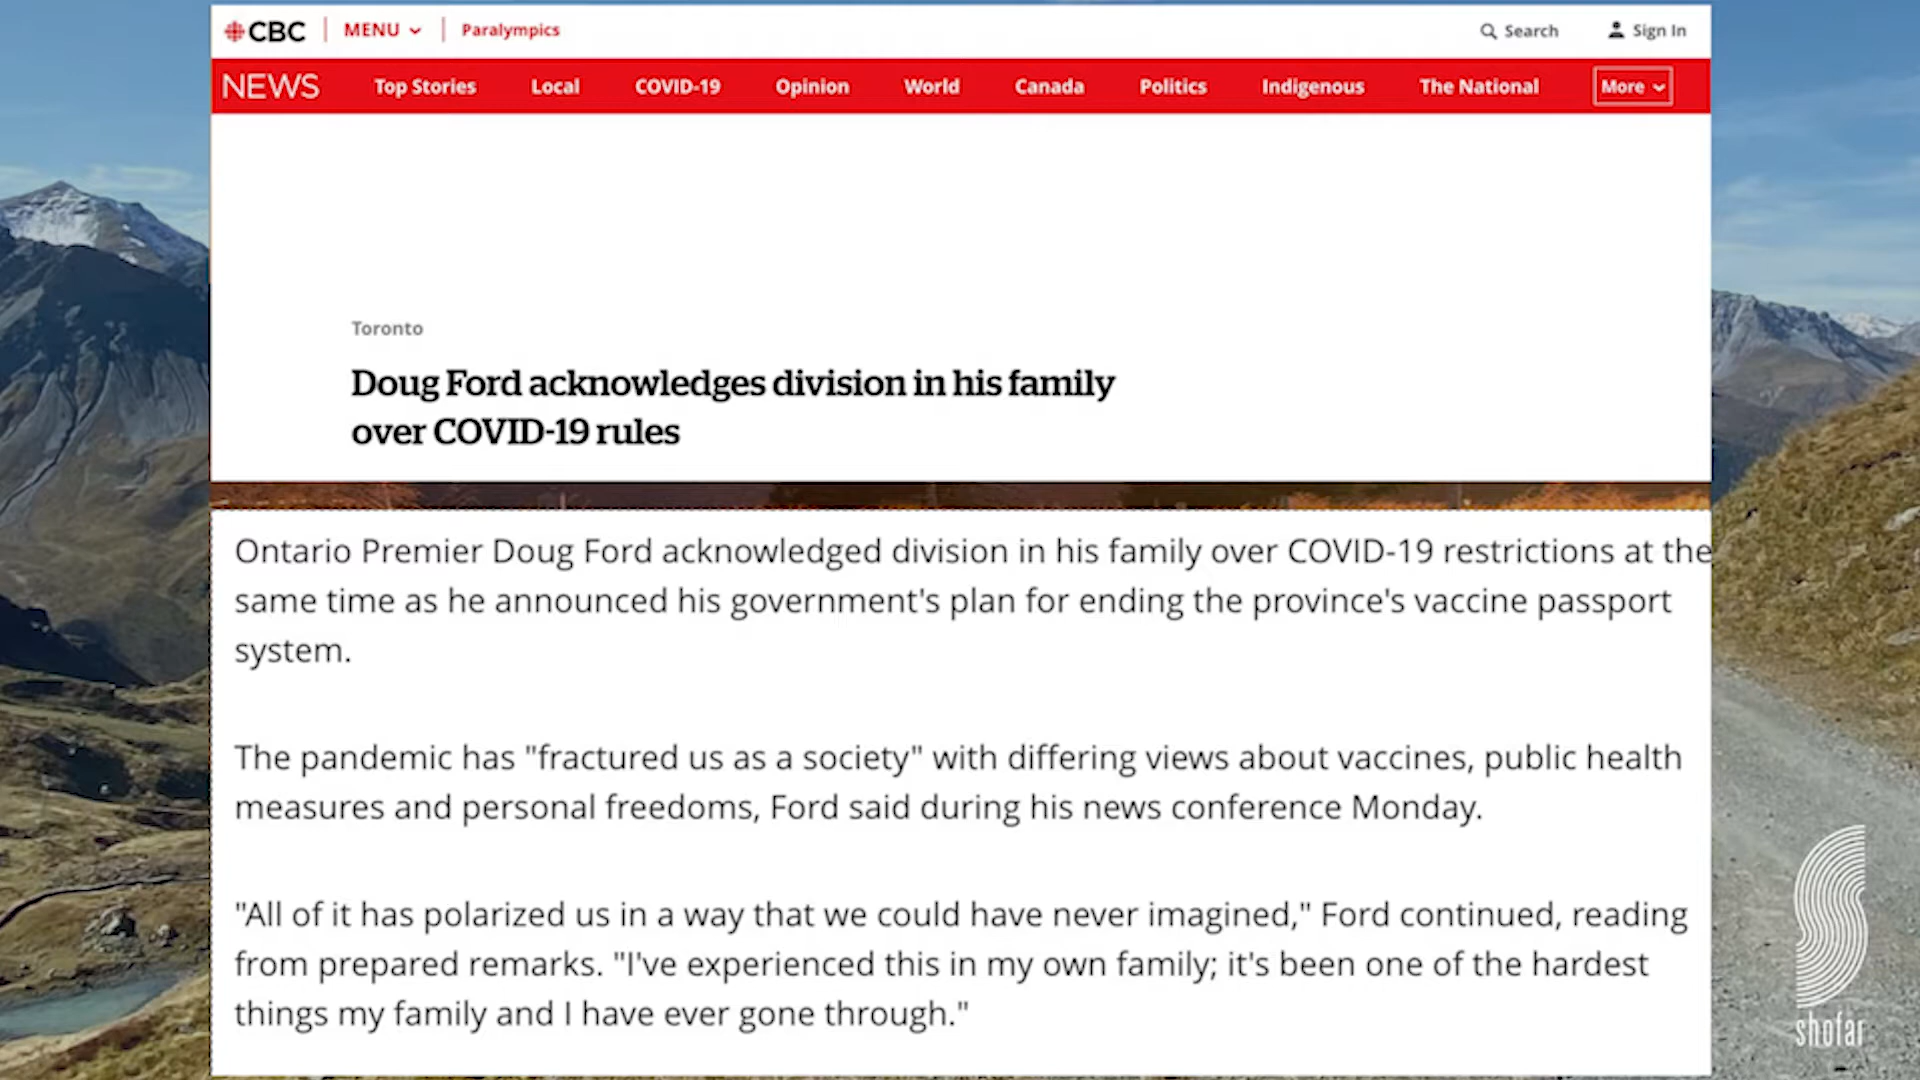 CBC MENU Paralympics Search Sign In
NEWS Top Stories Local COVID-19 Opinion World Canada Politics Indigenous The National More
Toronto
Doug Ford acknowledges division in his family
over COVID-19 rules
Ontario Premier Doug Ford acknowledged division in his family over COVID-19 restrictions at the
same time as he announced his government's plan for ending the province's vaccine passport
system.
The pandemic has "fractured us as a society" with differing views about vaccines, public health
measures and personal freedoms, Ford said during his news conference Monday.
"All of it has polarized us in a way that we could have never imagined," Ford continued, reading
from prepared remarks. "I've experienced this in my own family; it's been one of the hardest
things my family and I have ever gone through."
shofar